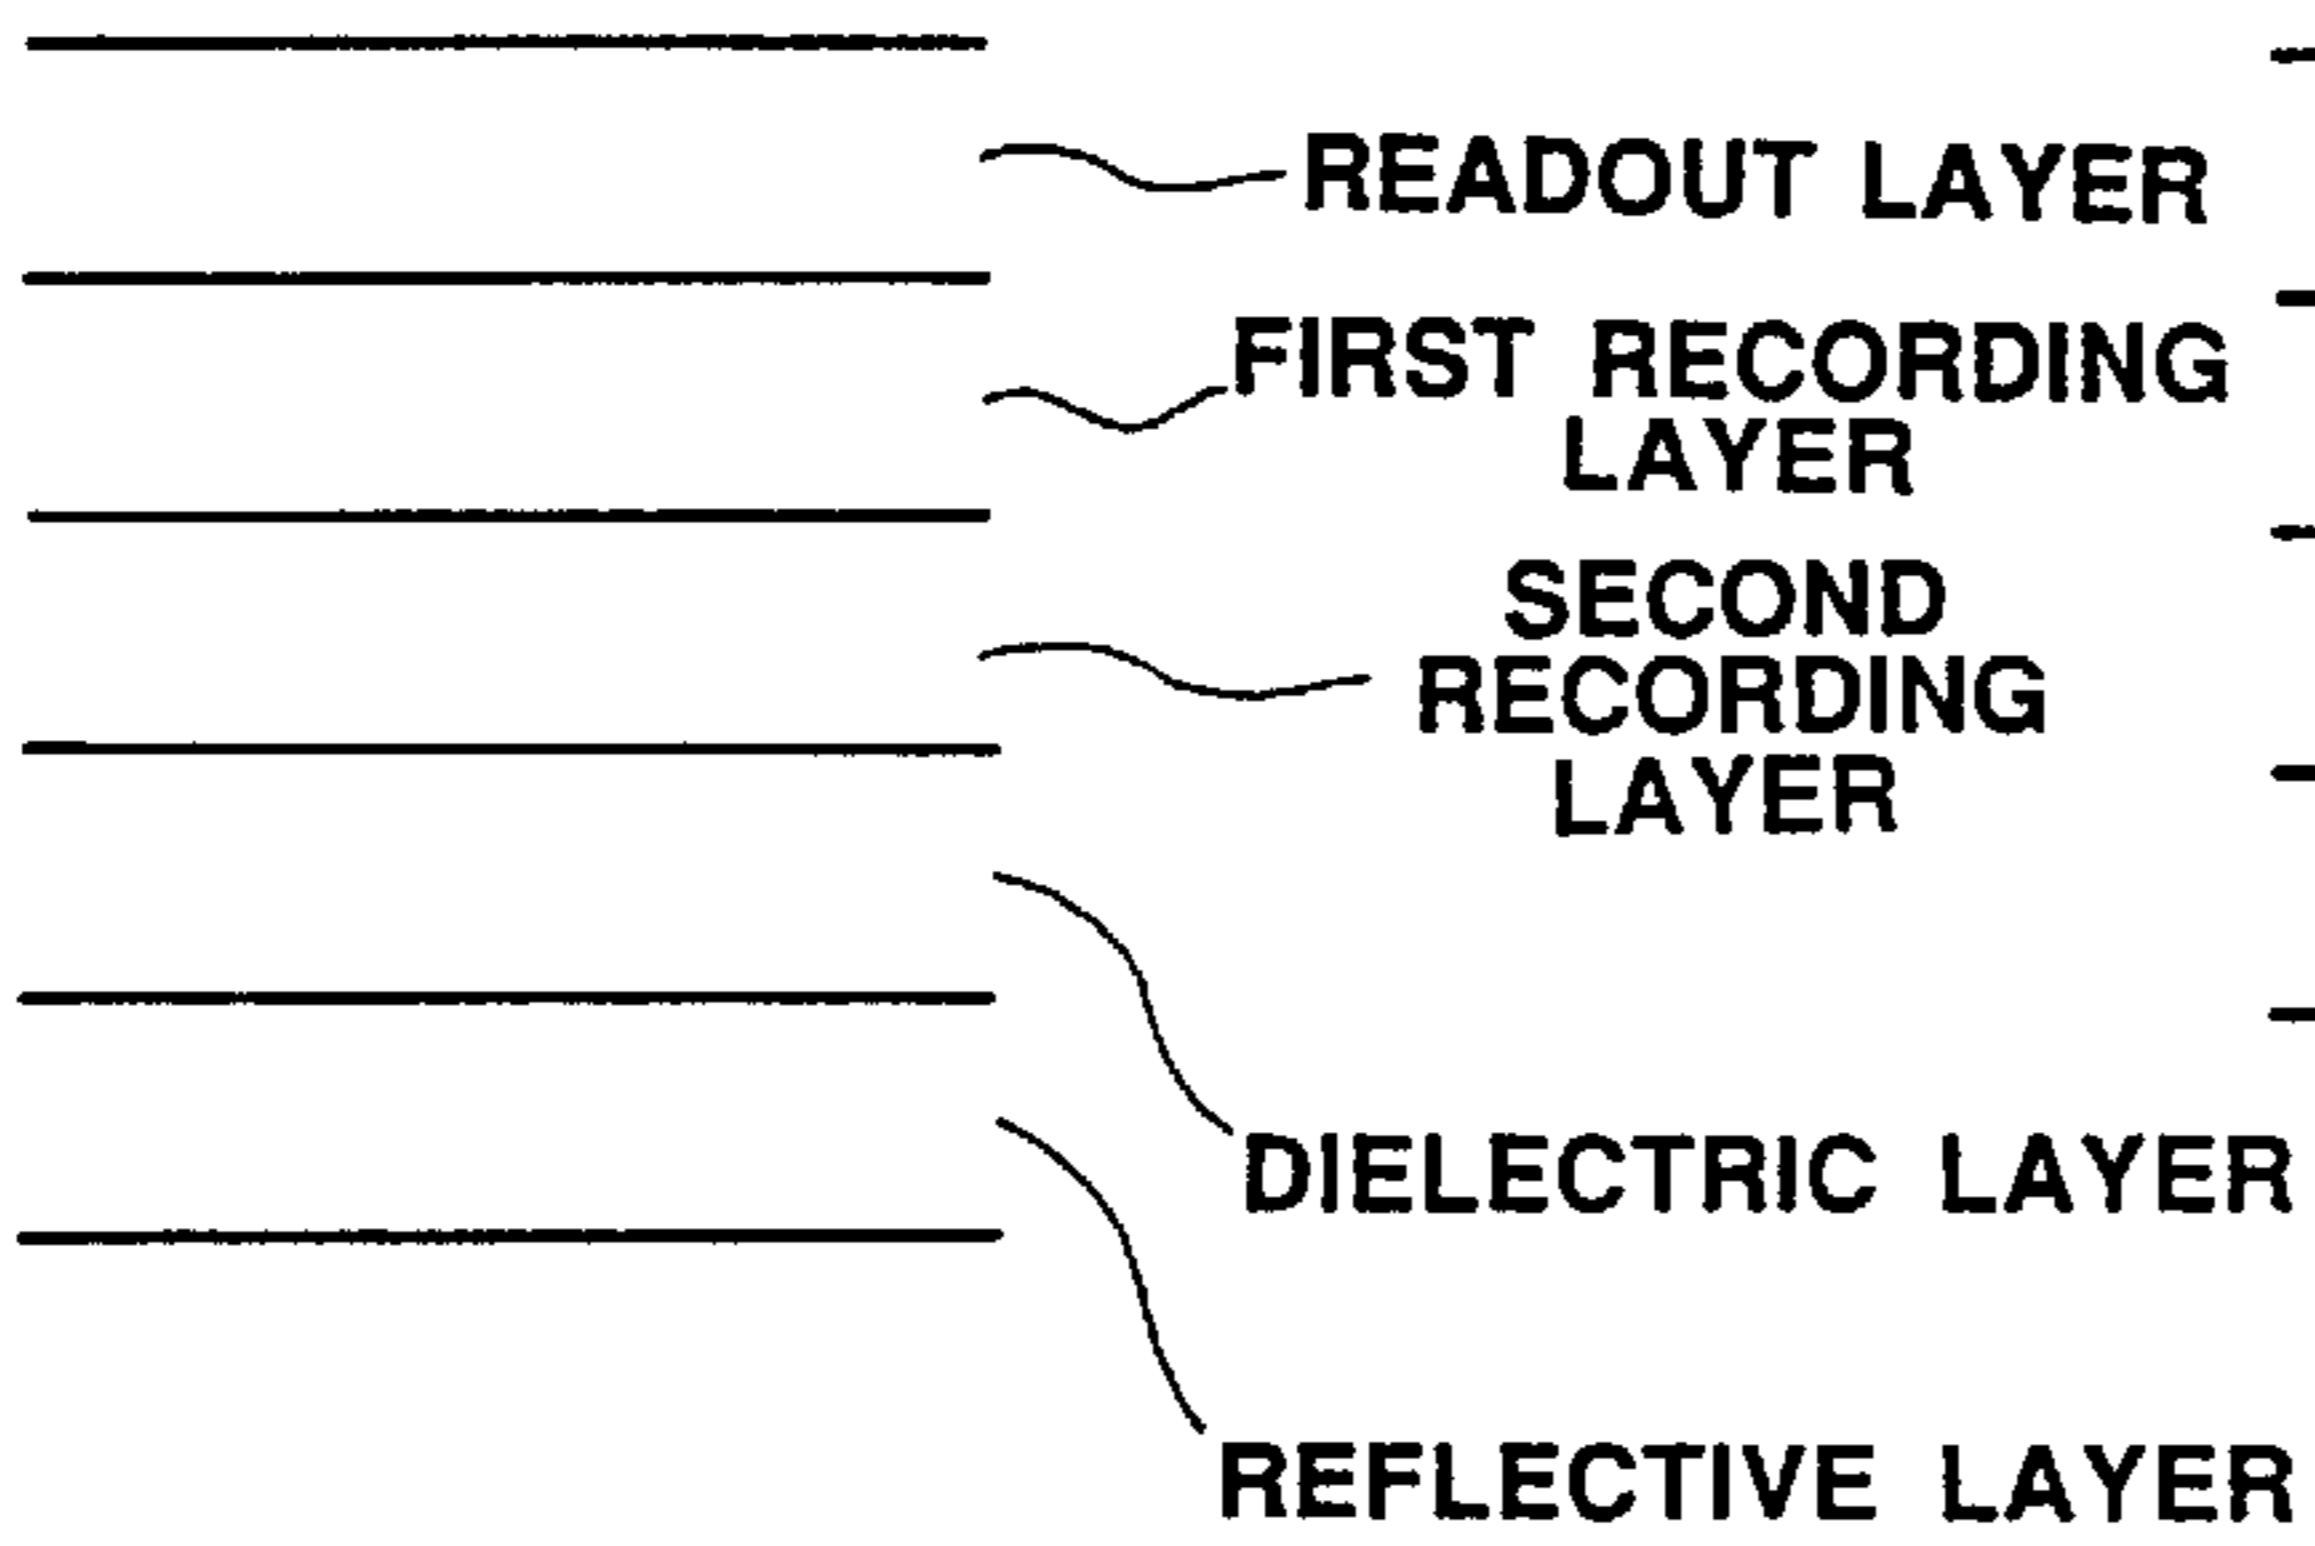 READOUT LAYER
FIRST RECORDING
LAYER
SECOND
RECORDING
LAYER
DIELECTRIC LAYER
REFLECTIVE LAYER